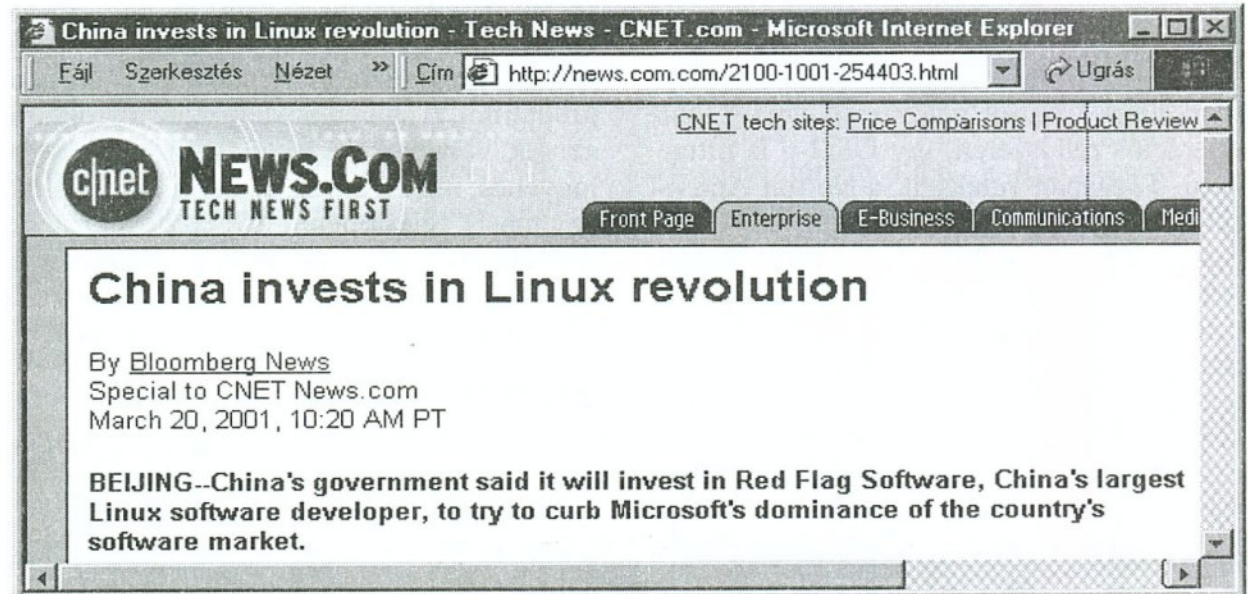 China invests in Linux revolution - Tech News - CNET.com - Microsoft Internet Explorer
Fájl Szerkesztés Nézet » Cím http://news.com.com/2100-1001-254403.html Ugrás
CNET tech sites: Price Comparisons | Product Review
c|net NEWS.COM
TECH NEWS FIRST
Front Page Enterprise E-Business Communications Medi
China invests in Linux revolution
By Bloomberg News
Special to CNET News.com
March 20, 2001, 10:20 AM PT
BEIJING--China's government said it will invest in Red Flag Software, China's largest
Linux software developer, to try to curb Microsoft's dominance of the country's
software market.